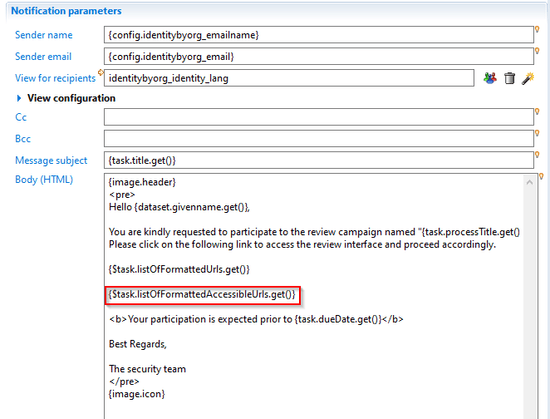 Notification parameters
Sender name {config.identitybyorg_emailname}
Sender email {config.identitybyorg_email}
View for recipients identitybyorg_identity_lang
View configuration
Cc
Bcc
Message subject {task.title.get()}
Body (HTML) {image.header}
<pre>
Hello {dataset.givenname.get()},
You are kindly requested to participate to the review campaign named "{task.processTitle.get()
Please click on the following link to access the review interface and proceed accordingly.
{$task.listOfFormattedUrls.get()}
{$task.listOfFormattedAccessibleUrls.get()}
<b>Your participation is expected prior to {task.dueDate.get()}</b>
Best Regards,
The security team
</pre>
{image.icon}